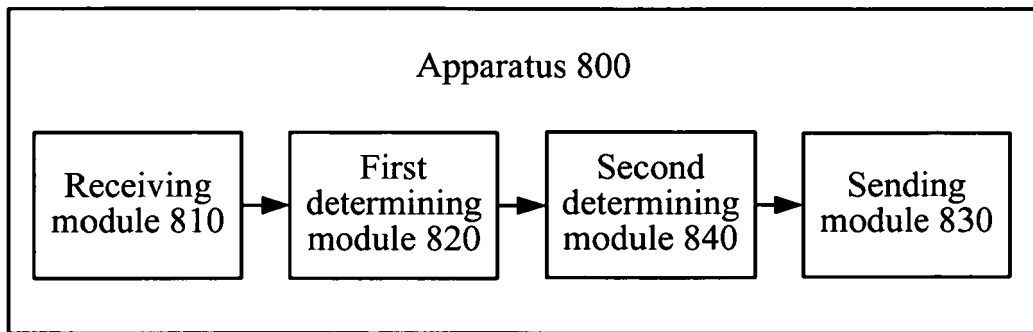 Apparatus 800
Receiving
module 810
First
determining
module 820
Second
determining
module 840
Sending
module 830